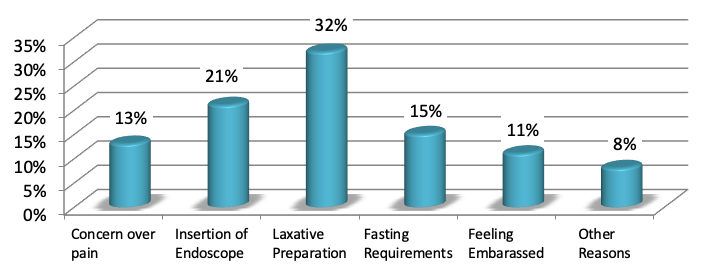 32%
35%
30%
25%
20%
15%
10%
5%
0%
13%
21%
15%
11%
8%
Concern over
pain
Insertion of
Endoscope
Laxative
Preparation
Fasting
Requirements
Feeling
Embarassed
Other
Reasons